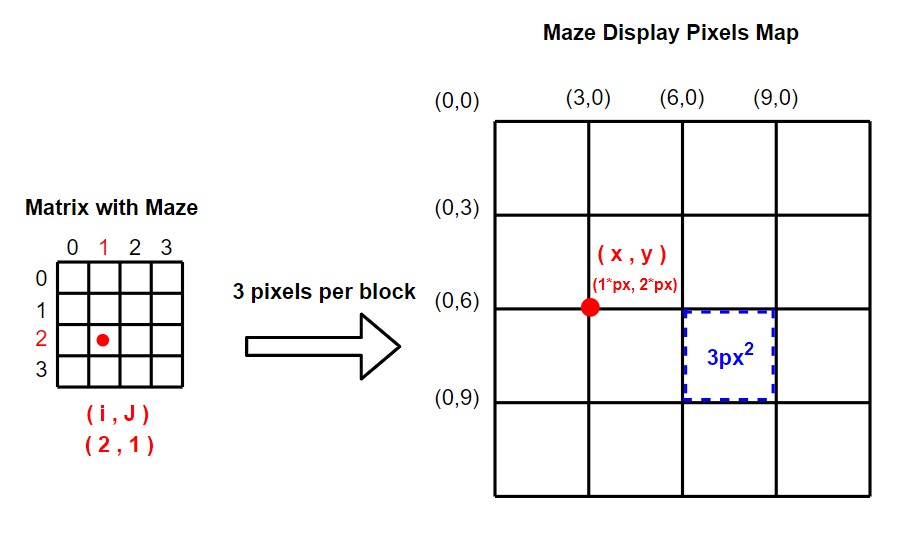 Maze Display Pixels Map
(0,0) (3,0) (6,0) (9,0)
(0,3)
(0,6)
(0,9)
( x , y )
(1*px, 2*px)
3px²
Matrix with Maze
0 1 2 3
0
1
2
3
( i , J )
( 2 , 1 )
3 pixels per block